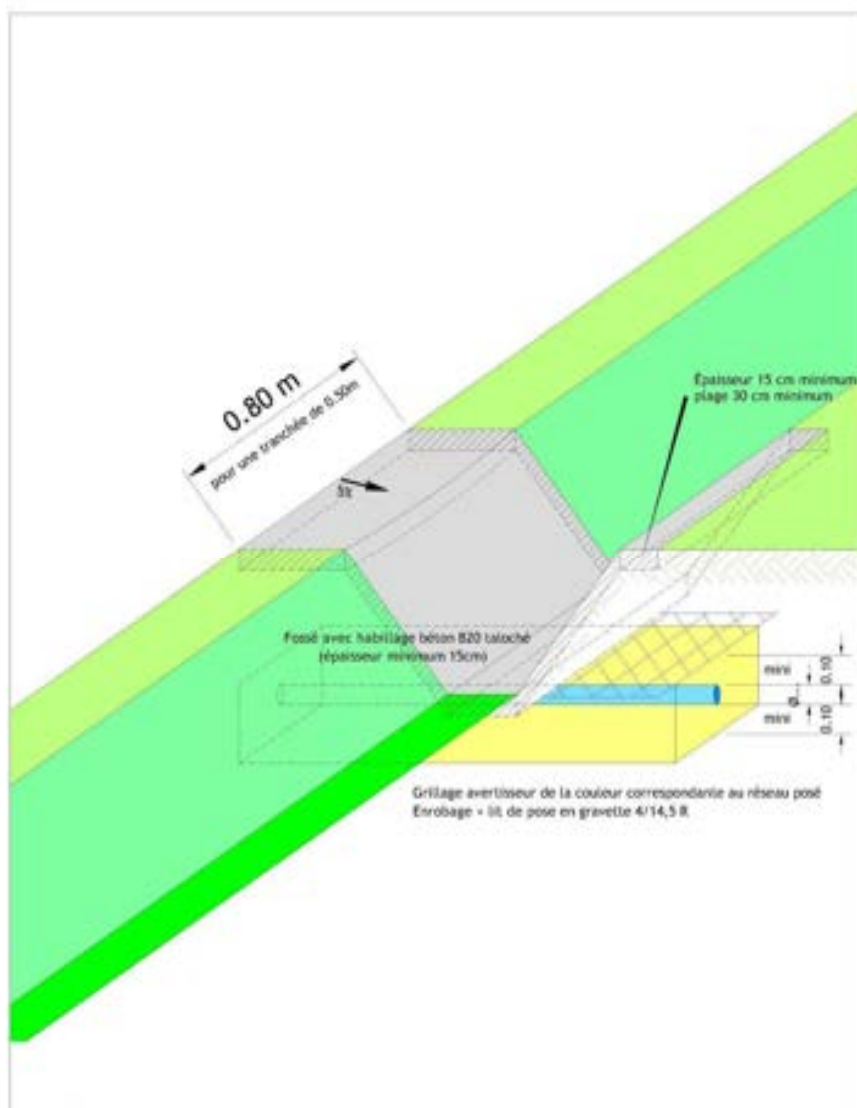 0.80 m
pour une tranchée de 0.50m
Épaisseur 15 cm minimum
plage 30 cm minimum
Fossé avec habillage béton B20 taloché
(épaisseur minimum 15cm)
mini
0.10
Ø
mini
0.10
Grillage avertisseur de la couleur correspondante au réseau posé
Enrobage + lit de pose en gravette 4/14,5 R